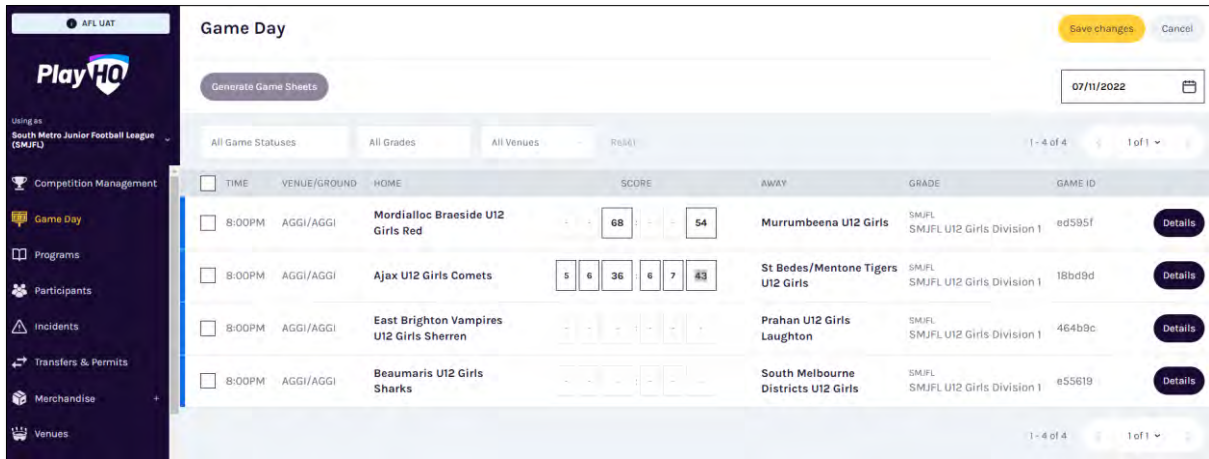 AFL UAT
PlayHQ
Using as
South Metro Junior Football League
(SMJFL)
Competition Management
Game Day
Programs
Participants
Incidents
Transfers & Permits
Merchandise +
Venues
Game Day
Save changes Cancel
Generate Game Sheets
07/11/2022
All Game Statuses All Grades All Venues Reset
1 - 4 of 4 1 of 1
TIME VENUE/GROUND HOME SCORE AWAY GRADE GAME ID
8:00PM AGGI/AGGI Mordialloc Braeside U12 - - 68 : - - 54 Murrumbeena U12 Girls SMJFL ed595f Details
Girls Red SMJFL U12 Girls Division 1
8:00PM AGGI/AGGI Ajax U12 Girls Comets 5 6 36 : 6 7 43 St Bedes/Mentone Tigers SMJFL 18bd9d Details
U12 Girls SMJFL U12 Girls Division 1
8:00PM AGGI/AGGI East Brighton Vampires - - - : - - - Prahan U12 Girls SMJFL 464b9c Details
U12 Girls Sherren Laughton SMJFL U12 Girls Division 1
8:00PM AGGI/AGGI Beaumaris U12 Girls - - - : - - - South Melbourne SMJFL e55619 Details
Sharks Districts U12 Girls SMJFL U12 Girls Division 1
1 - 4 of 4 1 of 1